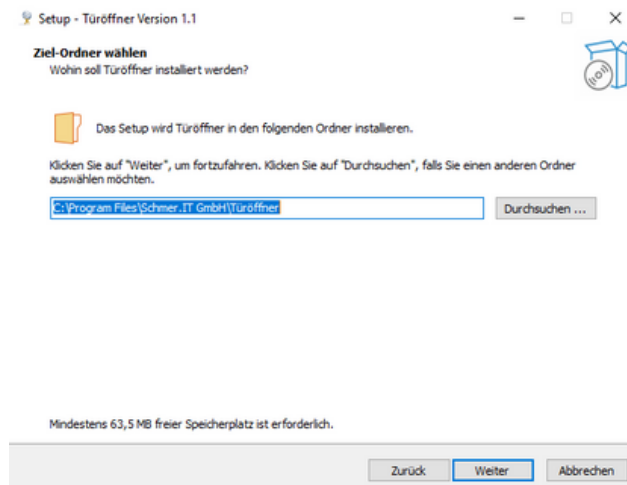 Setup - Türöffner Version 1.1
Ziel-Ordner wählen
Wohin soll Türöffner installiert werden?
Das Setup wird Türöffner in den folgenden Ordner installieren.
Klicken Sie auf "Weiter", um fortzufahren. Klicken Sie auf "Durchsuchen", falls Sie einen anderen Ordner
auswählen möchten.
C:\Program Files\Schmer.IT GmbH\Türöffner
Durchsuchen ...
Mindestens 63,5 MB freier Speicherplatz ist erforderlich.
Zurück Weiter Abbrechen